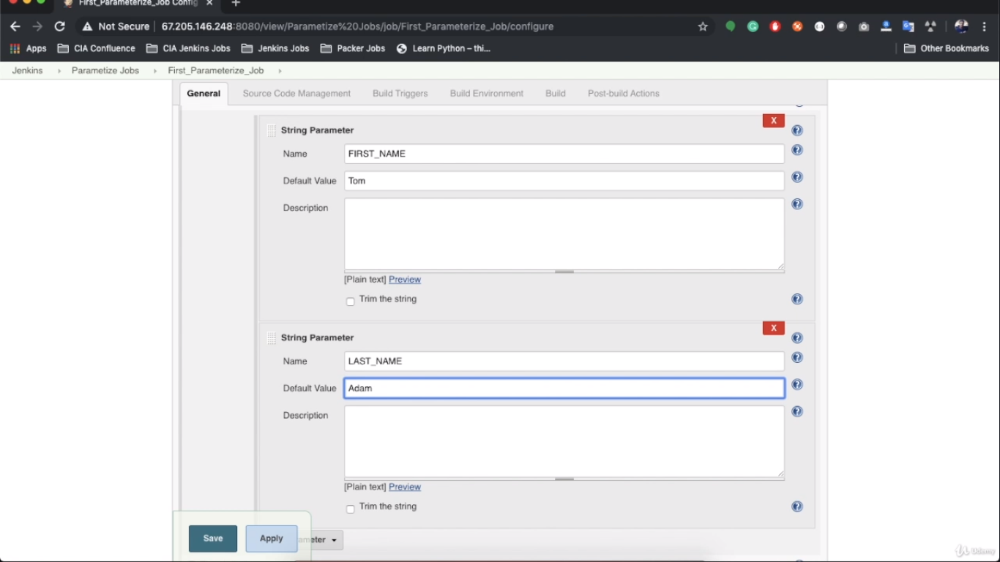 First_Parameterize_Job Config
Not Secure 67.205.146.248:8080/view/Parametize%20Jobs/job/First_Parameterize_Job/configure
Apps CIA Confluence CIA Jenkins Jobs Jenkins Jobs Packer Jobs Learn Python – thi... Other Bookmarks
Jenkins Parametize Jobs First_Parameterize_Job
General Source Code Management Build Triggers Build Environment Build Post-build Actions
X
String Parameter
Name FIRST_NAME
Default Value Tom
Description
[Plain text] Preview
Trim the string
X
String Parameter
Name LAST_NAME
Default Value Adam
Description
[Plain text] Preview
Trim the string
Save Apply ameter
Udemy